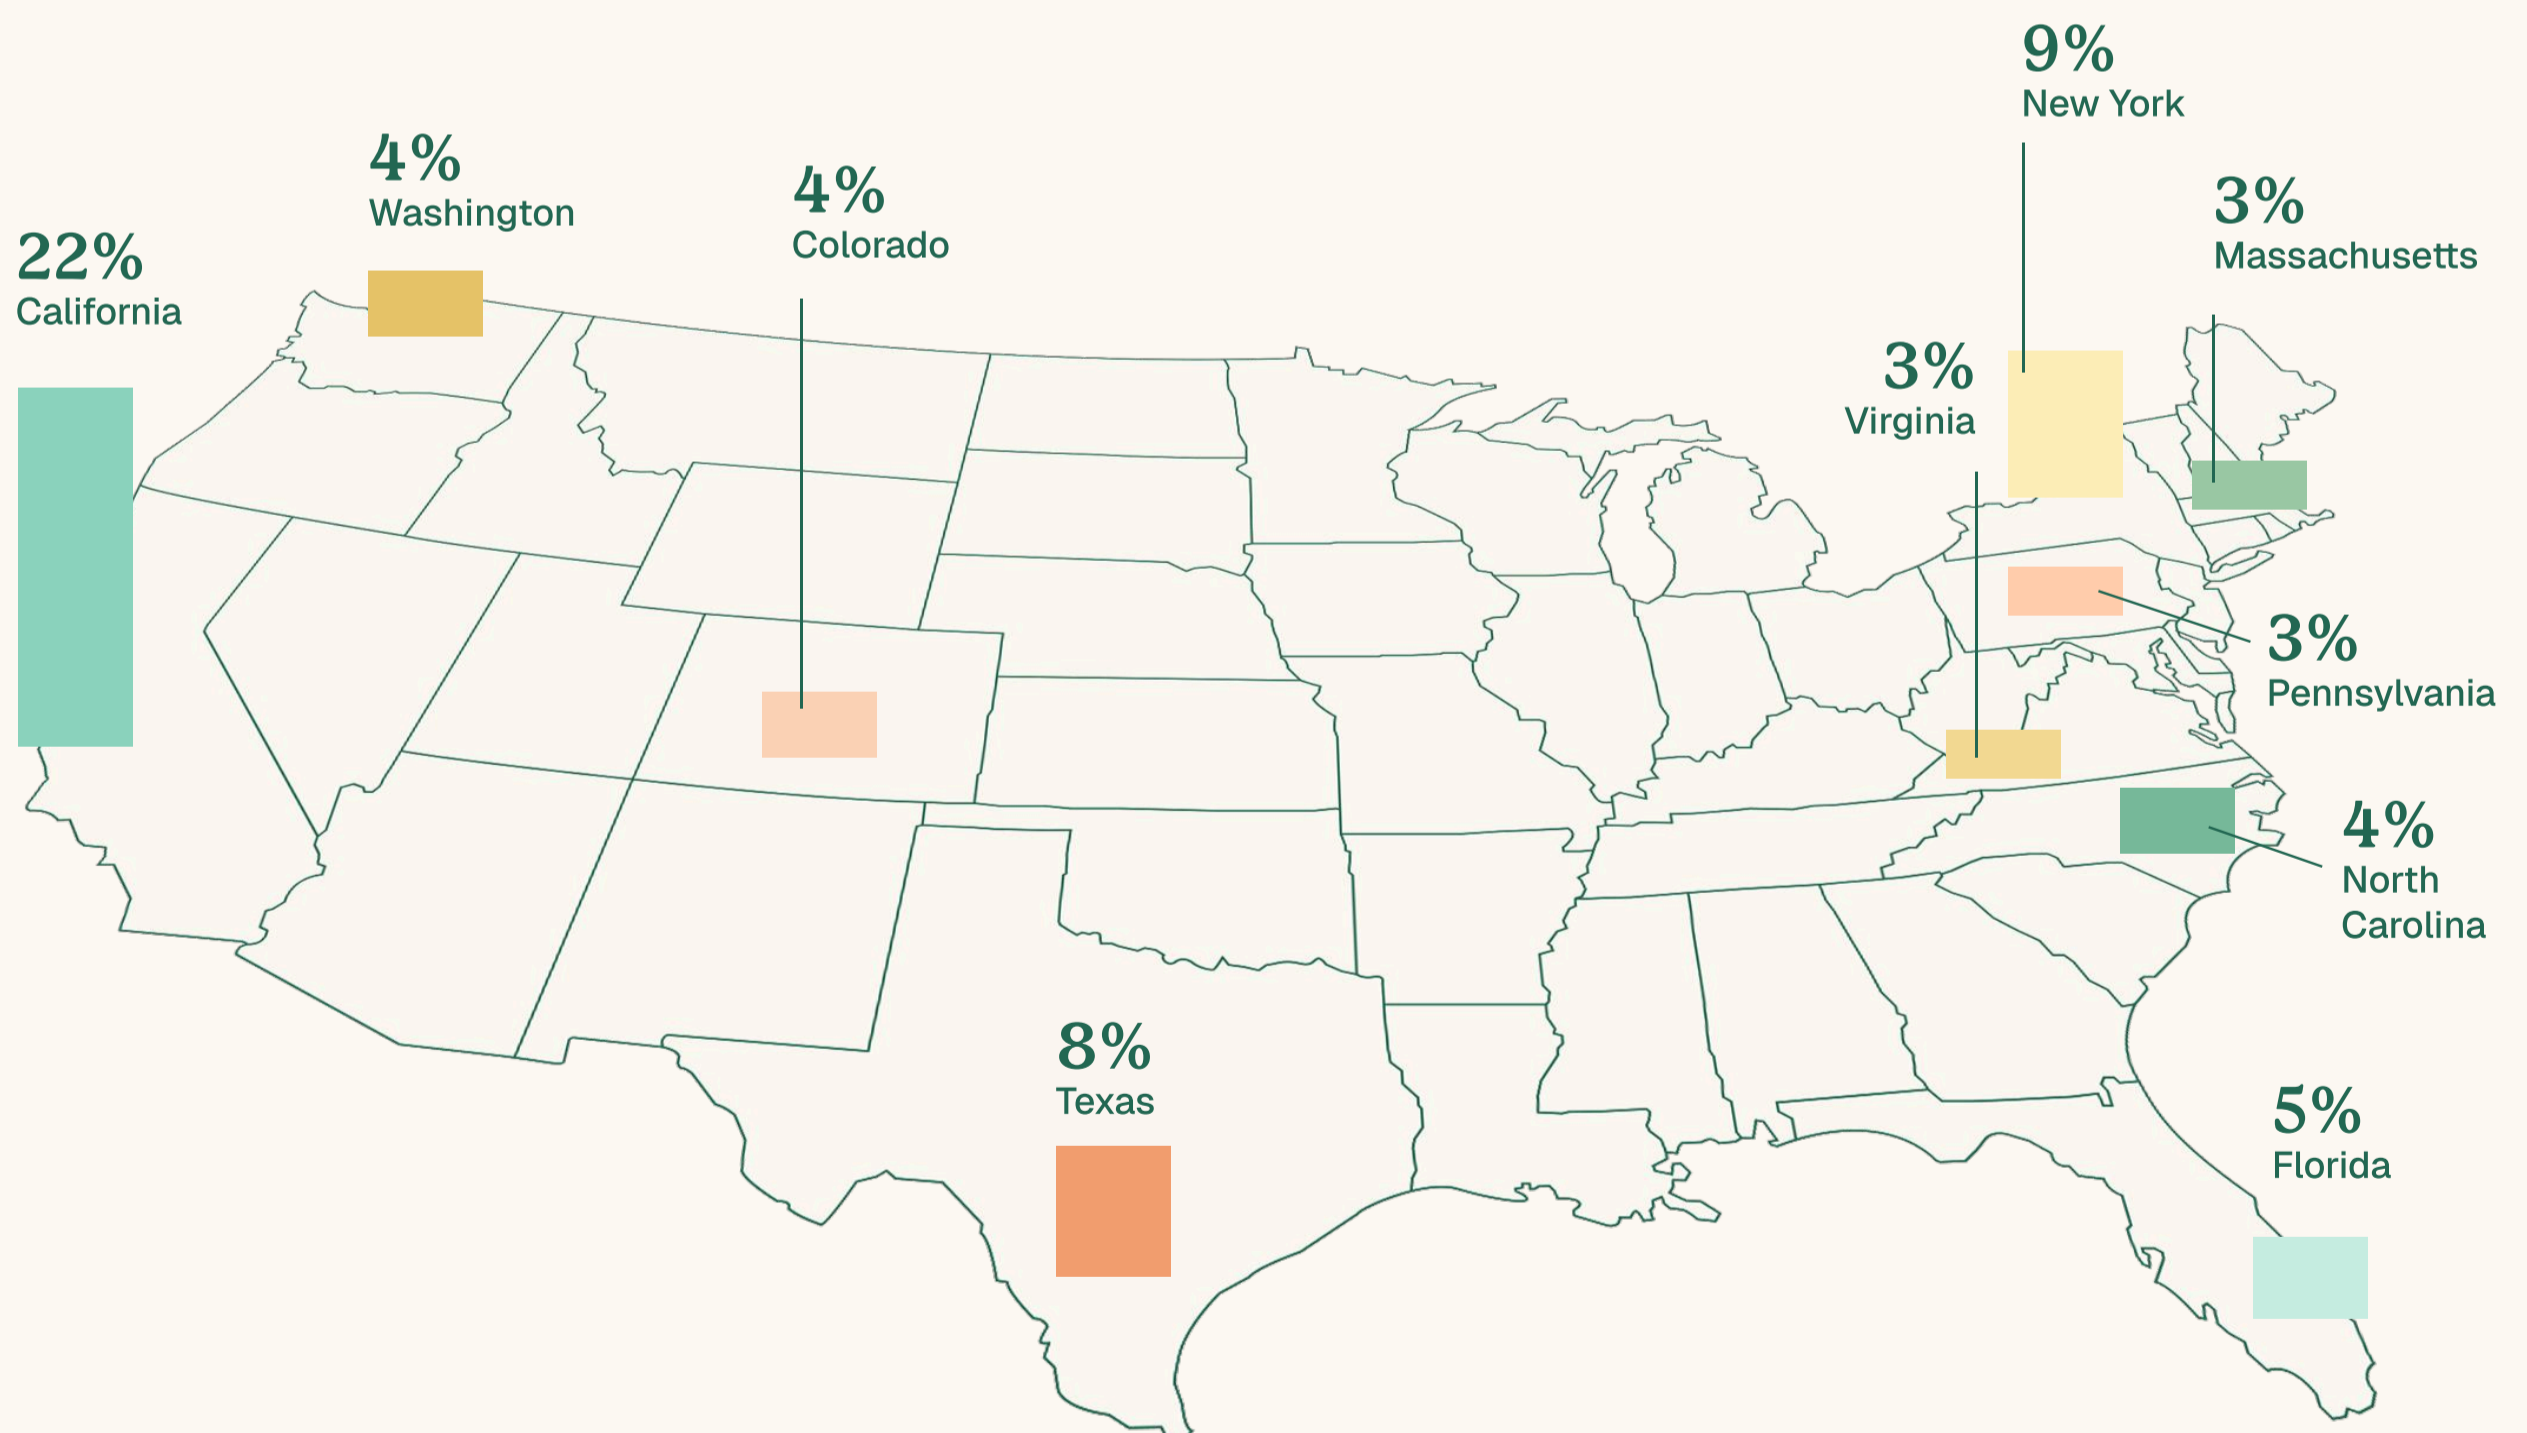 9%
New York
4%
Washington
4%
Colorado
3%
Massachusetts
22%
California
3%
Virginia
3%
Pennsylvania
4%
North
Carolina
8%
Texas
5%
Florida